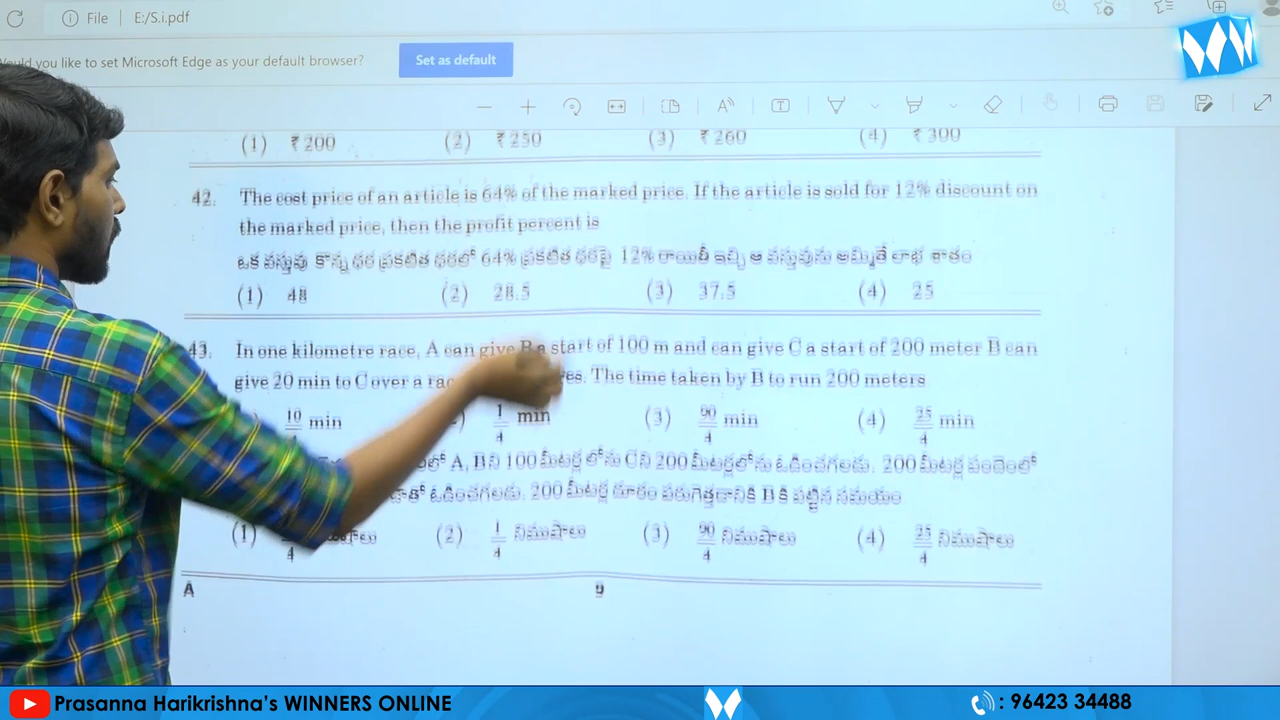 File E:/S.i.pdf
ould you like to set Microsoft Edge as your default browser? Set as default
(1) ₹200 (2) ₹250 (3) ₹260 (4) ₹300
42. The cost price of an article is 64% of the marked price. If the article is sold for 12% discount on
the marked price, then the profit percent is
ఒక వస్తువు కొన్న ధర ప్రకటిత ధరలో 64% ప్రకటిత ధరపై 12% రాయితీ ఇచ్చి ఆ వస్తువును అమ్మితే లాభ శాతం
(1) 48 (2) 28.5 (3) 37.5 (4) 25
43. In one kilometre race, A can give B a start of 100 m and can give C a start of 200 meter B can
give 20 min to C over a The time taken by B to run 200 meters
10/4 min 1/4 min (3) 90/4 min (4) 25/4 min
A, Bని 100 మీటర్ల లోను Cని 200 మీటర్లలోను ఓడించగలడు. 200 మీటర్ల పందెంలో
ఓడించగలడు. 200 మీటర్ల దూరం పరుగెత్తడానికి B కి పట్టిన సమయం
(1) (2) 1/4 నిముషాలు (3) 90/4 నిముషాలు (4) 25/4 నిముషాలు
A 9
Prasanna Harikrishna's WINNERS ONLINE : 96423 34488